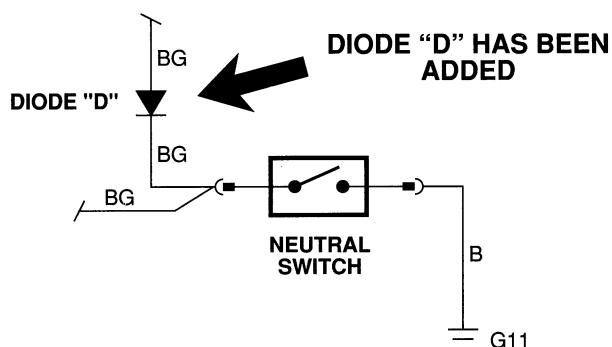 BG
DIODE “D” HAS BEEN
ADDED
DIODE "D"
BG
BG
NEUTRAL
SWITCH
B
G11